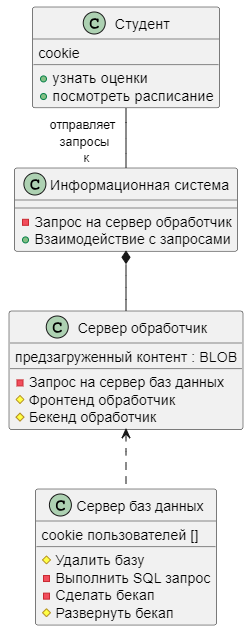 C Студент
cookie
узнать оценки
посмотреть расписание
отправляет
запросы
к
C Информационная система
Запрос на сервер обработчик
Взаимодействие с запросами
C Сервер обработчик
предзагруженный контент : BLOB
Запрос на сервер баз данных
Фронтенд обработчик
Бекенд обработчик
C Сервер баз данных
cookie пользователей []
Удалить базу
Выполнить SQL запрос
Сделать бекап
Развернуть бекап